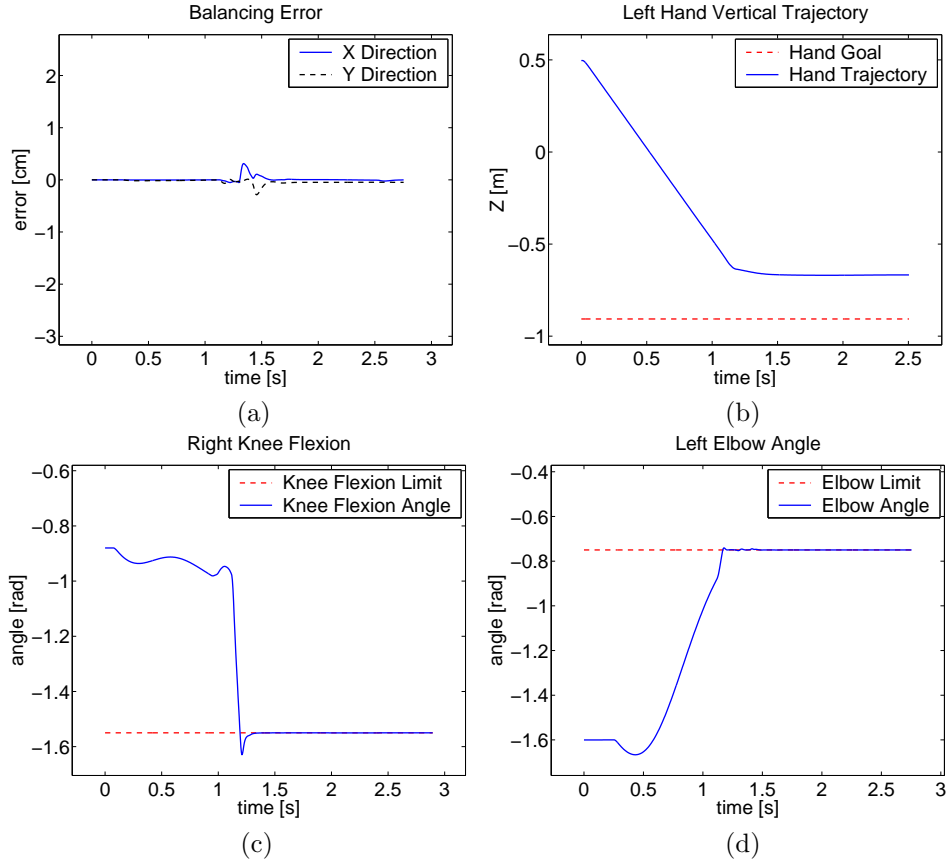 Balancing Error
X Direction
Y Direction
2
1
0
−1
−2
−3
error [cm]
0 0.5 1 1.5 2 2.5 3
time [s]
(a)
Left Hand Vertical Trajectory
Hand Goal
Hand Trajectory
0.5
0
−0.5
−1
Z [m]
0 0.5 1 1.5 2 2.5
time [s]
(b)
Right Knee Flexion
Knee Flexion Limit
Knee Flexion Angle
−0.6
−0.8
−1
−1.2
−1.4
−1.6
angle [rad]
0 0.5 1 1.5 2 2.5 3
time [s]
(c)
Left Elbow Angle
Elbow Limit
Elbow Angle
−0.4
−0.6
−0.8
−1
−1.2
−1.4
−1.6
angle [rad]
0 0.5 1 1.5 2 2.5 3
time [s]
(d)